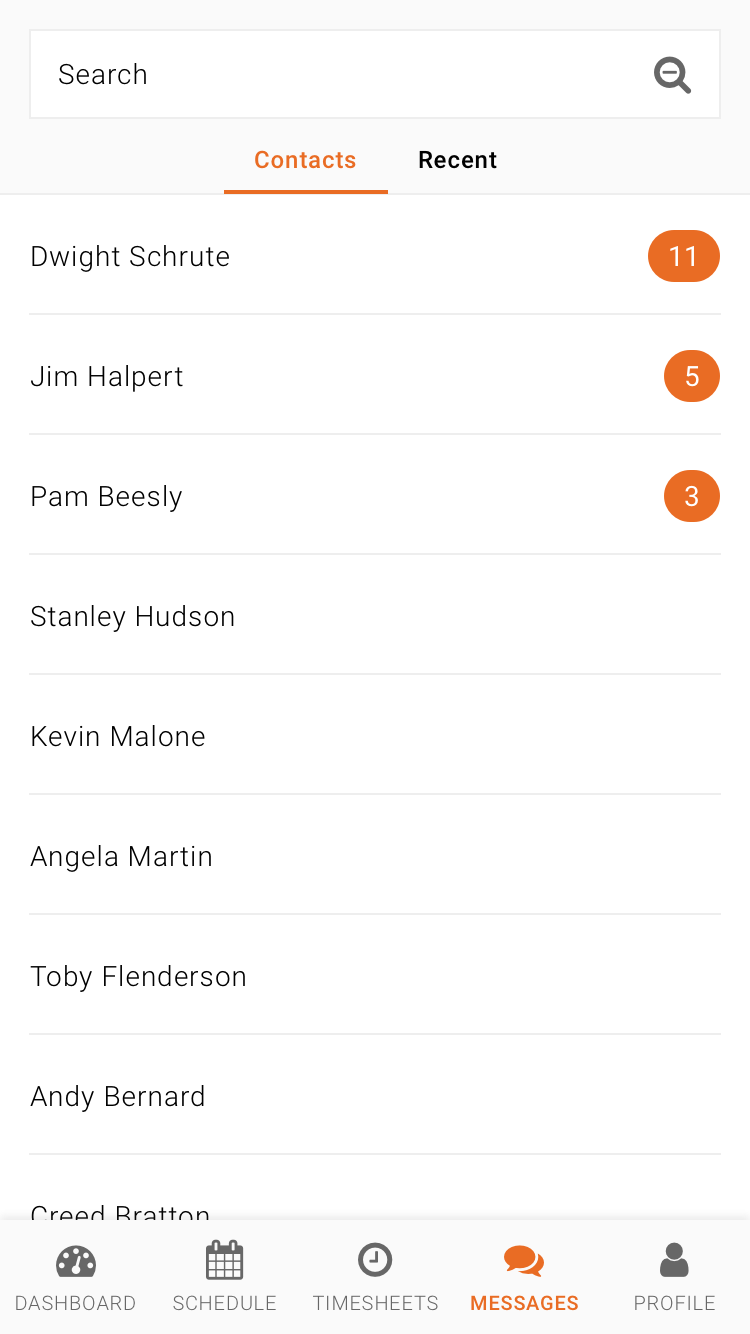 Search
Contacts Recent
Dwight Schrute 11
Jim Halpert 5
Pam Beesly 3
Stanley Hudson
Kevin Malone
Angela Martin
Toby Flenderson
Andy Bernard
Creed Bratton
DASHBOARD SCHEDULE TIMESHEETS MESSAGES PROFILE